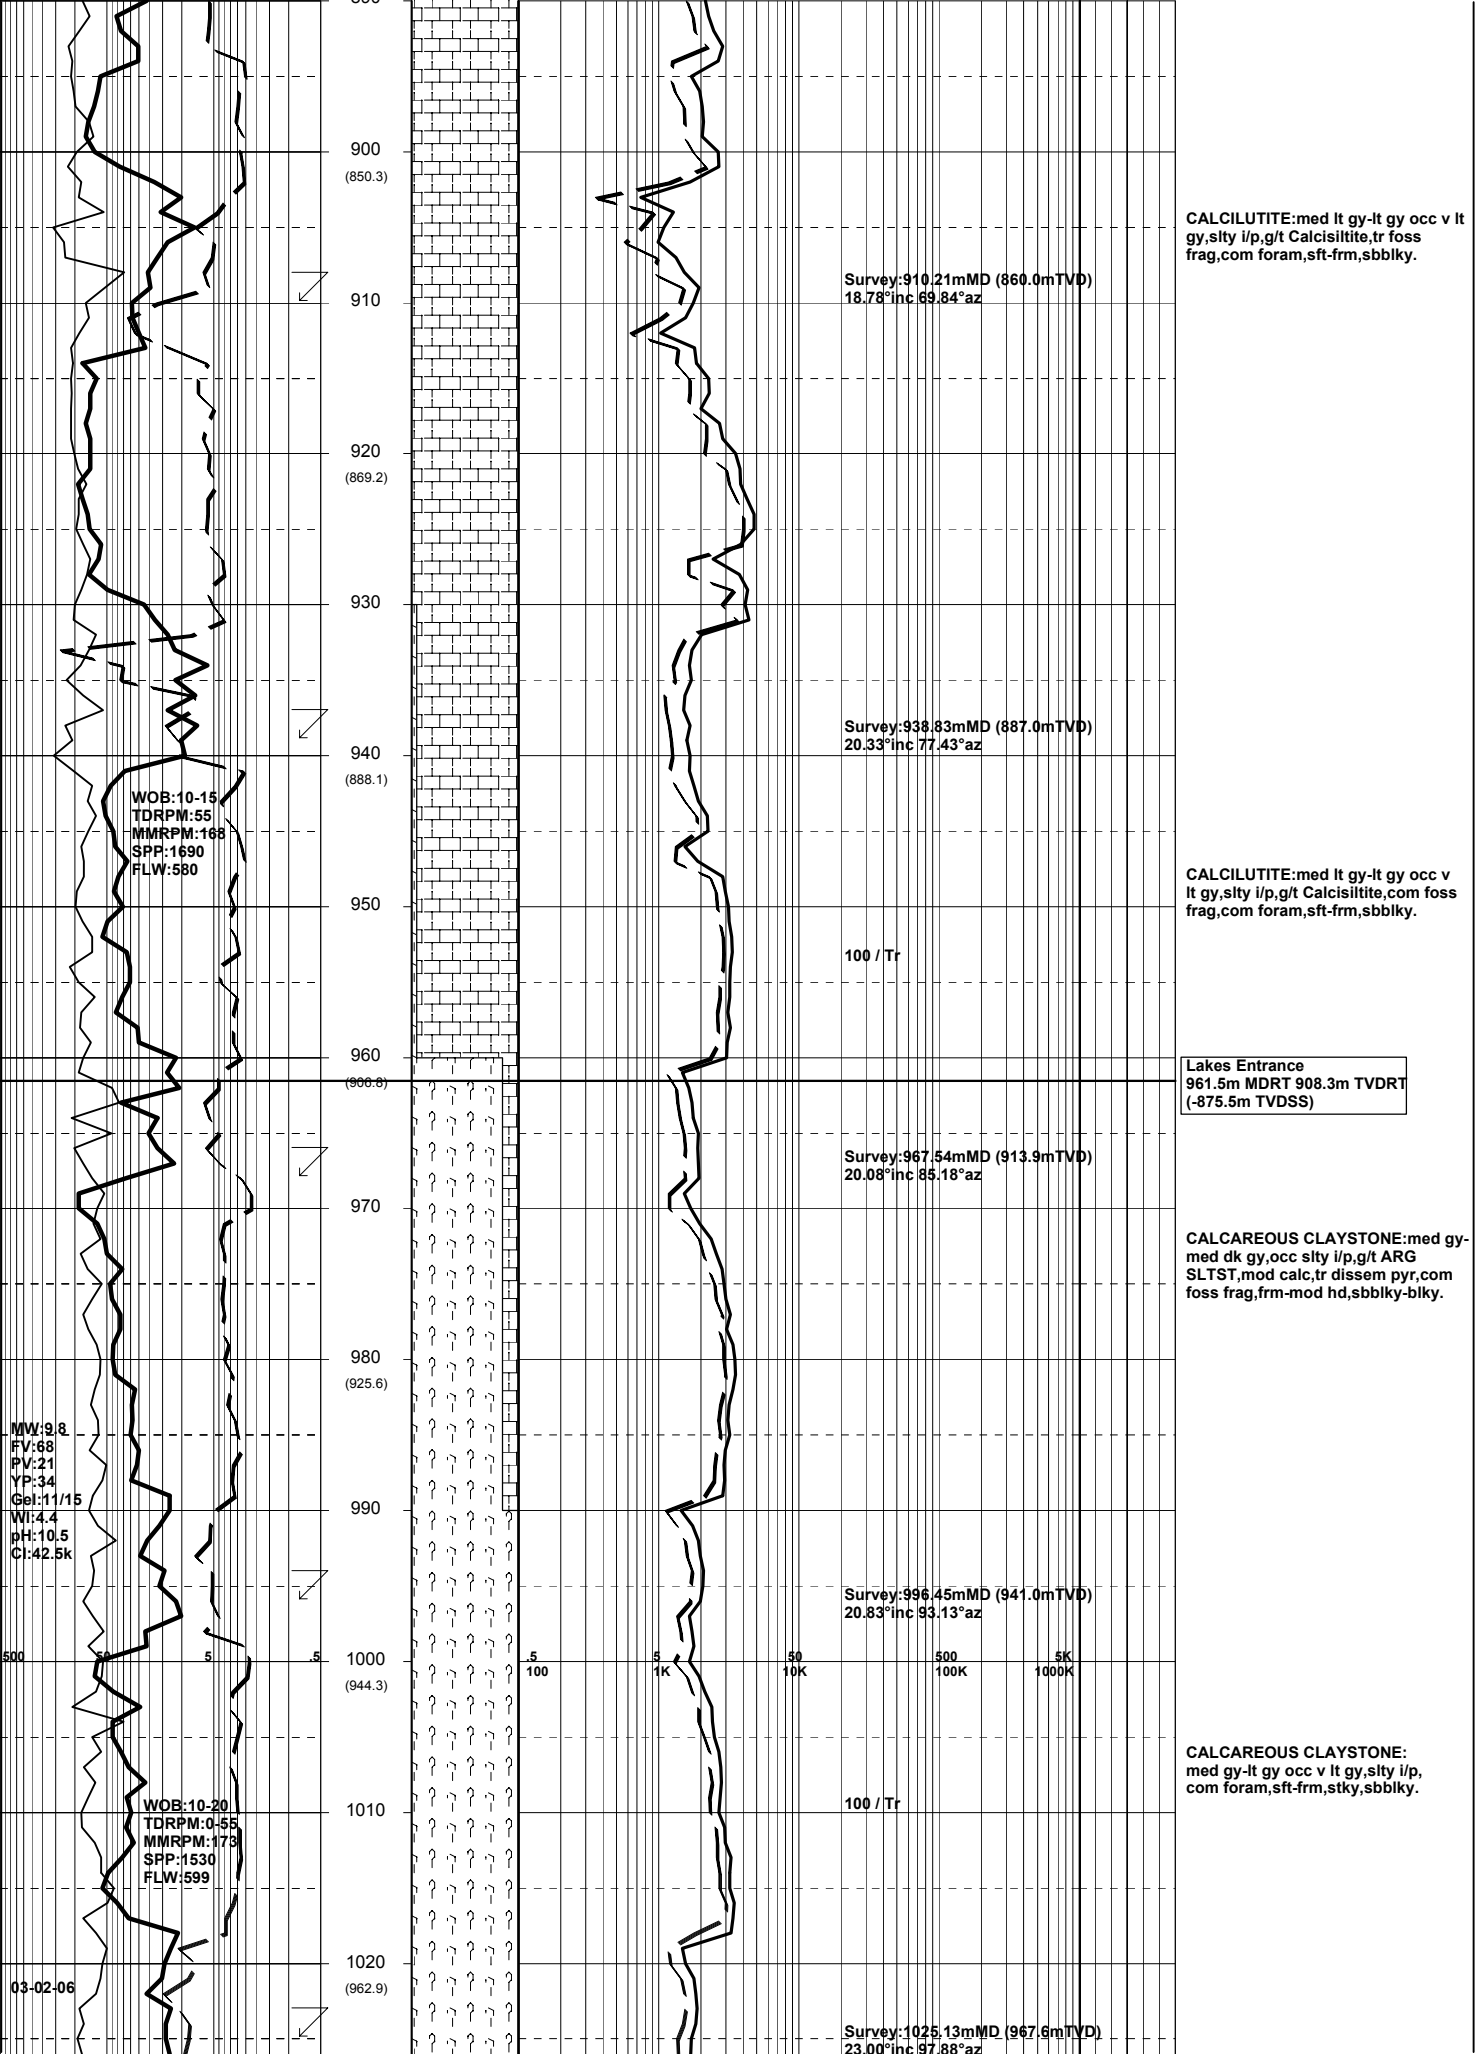 900
(850.3)
CALCILUTITE:med lt gy-lt gy occ v lt
gy,slty i/p,g/t Calcisiltite,tr foss
frag,com foram,sft-frm,sbblky.
Survey:910.21mMD (860.0mTVD)
18.78°inc 69.84°az
910
920
(869.2)
930
Survey:938.83mMD (887.0mTVD)
20.33°inc 77.43°az
940
(888.1)
WOB:10-15
TDRPM:55
MMRPM:168
SPP:1690
FLW:580
CALCILUTITE:med lt gy-lt gy occ v
lt gy,slty i/p,g/t Calcisiltite,com foss
frag,com foram,sft-frm,sbblky.
950
100 / Tr
960
(906.8)
Lakes Entrance
961.5m MDRT 908.3m TVDRT
(-875.5m TVDSS)
Survey:967.54mMD (913.9mTVD)
20.08°inc 85.18°az
970
CALCAREOUS CLAYSTONE:med gy-
med dk gy,occ slty i/p,g/t ARG
SLTST,mod calc,tr dissem pyr,com
foss frag,frm-mod hd,sbblky-blky.
980
(925.6)
MW:9.8
FV:68
PV:21
YP:34
Gel:11/15
Wl:4.4
pH:10.5
Cl:42.5k
990
Survey:996.45mMD (941.0mTVD)
20.83°inc 93.13°az
500 50 5 .5 1000 .5 5 50 500 5K
100 1K 10K 100K 1000K
(944.3)
CALCAREOUS CLAYSTONE:
med gy-lt gy occ v lt gy,slty i/p,
com foram,sft-frm,stky,sbblky.
WOB:10-20
TDRPM:0-55
MMRPM:173
SPP:1530
FLW:599
1010
100 / Tr
1020
(962.9)
03-02-06
Survey:1025.13mMD (967.6mTVD)
23.00°inc 97.88°az